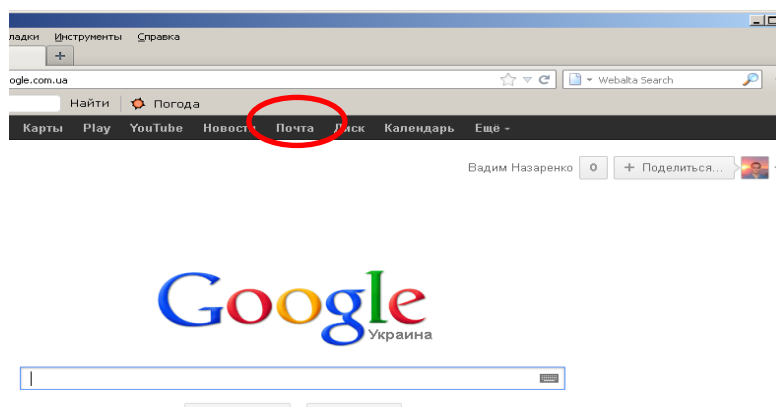 ладки Инструменты Справка
+
ogle.com.ua Webalta Search
Найти Погода
Карты Play YouTube Новости Почта Диск Календарь Ещё
Вадим Назаренко 0 + Поделиться...
Google
Украина